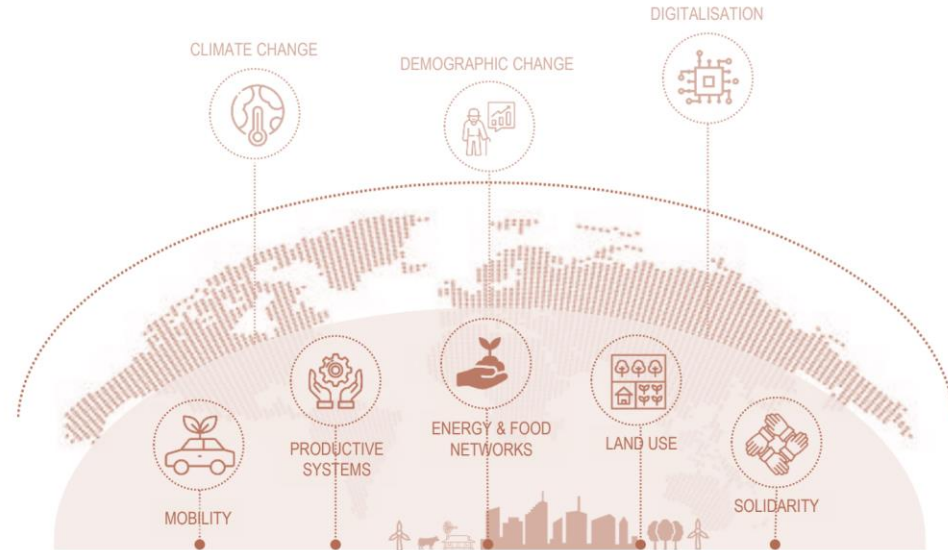 DIGITALISATION
CLIMATE CHANGE
DEMOGRAPHIC CHANGE
ENERGY & FOOD
NETWORKS
PRODUCTIVE
SYSTEMS
LAND USE
MOBILITY
SOLIDARITY